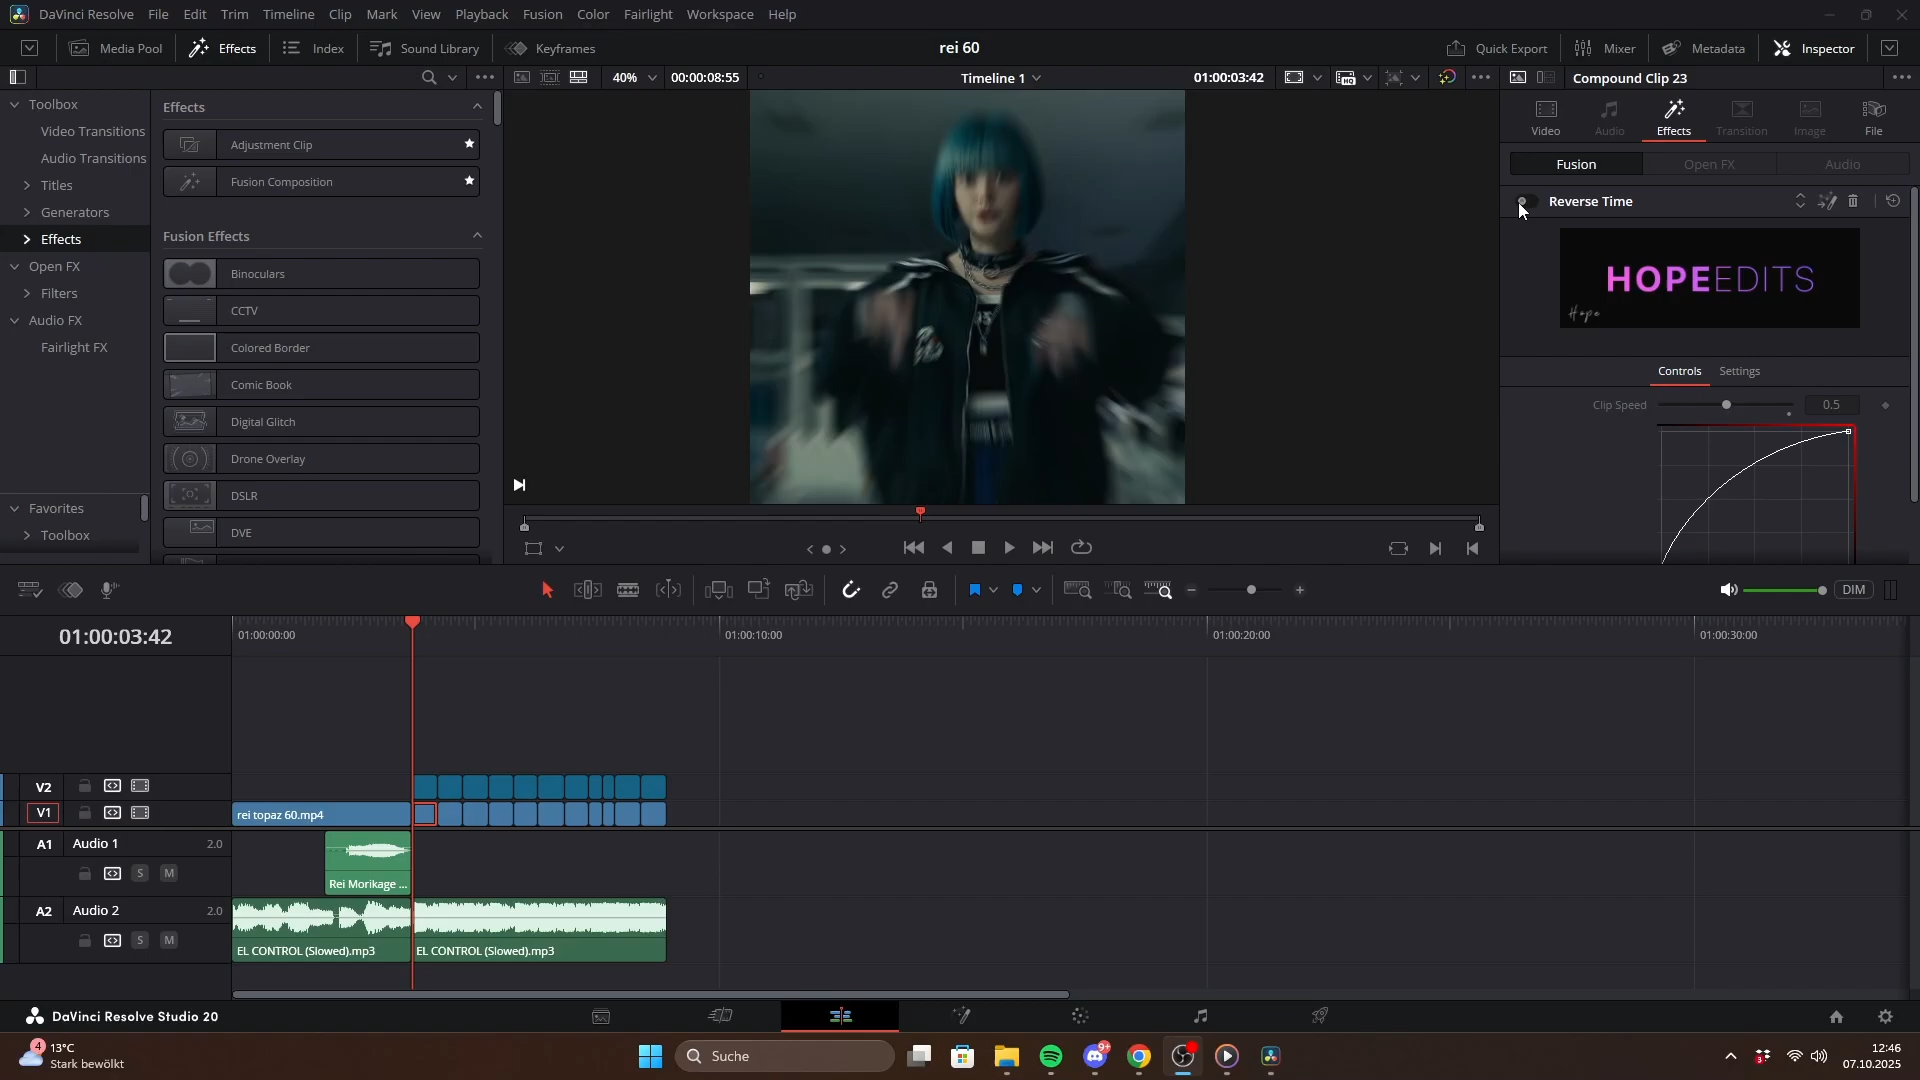 DaVinci Resolve File Edit Trim Timeline Clip Mark View Playback Fusion Color Fairlight Workspace Help
Media Pool Effects Index Sound Library Keyframes rei 60 Quick Export Mixer Metadata Inspector
40% 00:00:08:55 Timeline 1 01:00:03:42 Compound Clip 23
Toolbox
Video Transitions
Audio Transitions
Titles
Generators
Effects
Open FX
Filters
Audio FX
Fairlight FX
Favorites
Toolbox
Effects
Adjustment Clip
Fusion Composition
Fusion Effects
Binoculars
CCTV
Colored Border
Comic Book
Digital Glitch
Drone Overlay
DSLR
DVE
Video Audio Effects Transition Image File
Fusion Open FX Audio
Reverse Time
HOPEEDITS
Hope
Controls Settings
Clip Speed 0.5
DIM
01:00:03:42
01:00:00:00 01:00:10:00 01:00:20:00 01:00:30:00
V2
V1
rei topaz 60.mp4
A1 Audio 1 2.0
S M
Rei Morikage ...
A2 Audio 2 2.0
S M
EL CONTROL (Slowed).mp3 EL CONTROL (Slowed).mp3
DaVinci Resolve Studio 20
4
13°C
Stark bewölkt
Suche
9+
3
12:46
07.10.2025